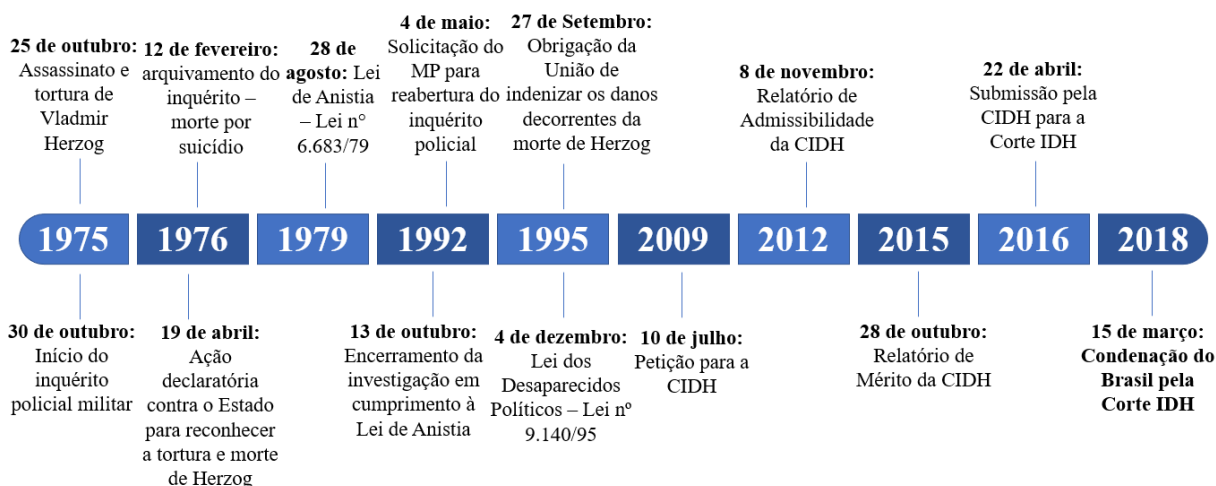 25 de outubro:
Assassinato e
tortura de
Vladmir
Herzog
12 de fevereiro:
arquivamento do
inquérito –
morte por
suicídio
28 de
agosto: Lei
de Anistia
– Lei n°
6.683/79
4 de maio:
Solicitação do
MP para
reabertura do
inquérito
policial
27 de Setembro:
Obrigação da
União de
indenizar os danos
decorrentes da
morte de Herzog
8 de novembro:
Relatório de
Admissibilidade
da CIDH
22 de abril:
Submissão pela
CIDH para a
Corte IDH
1975
1976
1979
1992
1995
2009
2012
2015
2016
2018
30 de outubro:
Início do
inquérito
policial militar
19 de abril:
Ação
declaratória
contra o Estado
para reconhecer
a tortura e morte
de Herzog
13 de outubro:
Encerramento da
investigação em
cumprimento à
Lei de Anistia
4 de dezembro:
Lei dos
Desaparecidos
Políticos – Lei nº
9.140/95
10 de julho:
Petição para a
CIDH
28 de outubro:
Relatório de
Mérito da CIDH
15 de março:
Condenação do
Brasil pela
Corte IDH